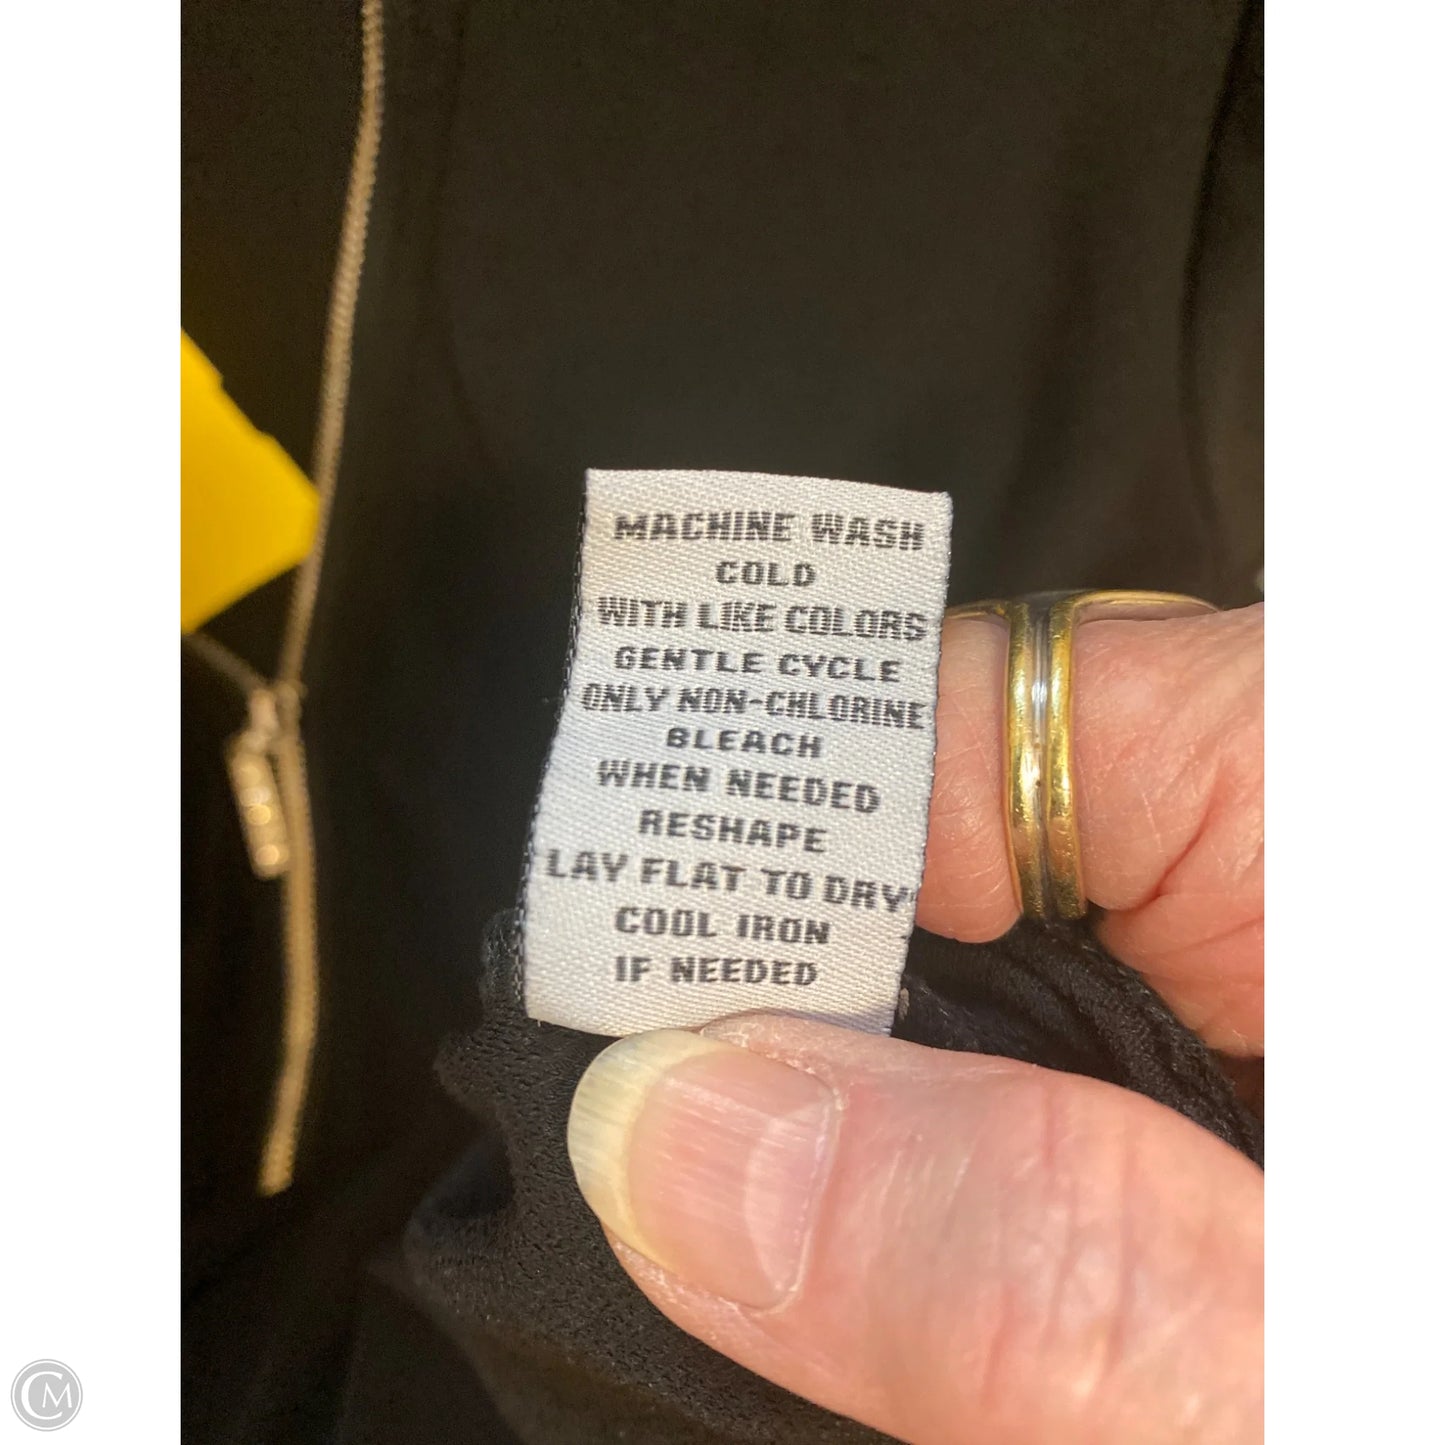 MACHINE WASH
COLD
WITH LIKE COLORS
GENTLE CYCLE
ONLY NON-CHLORINE
BLEACH
WHEN NEEDED
RESHAPE
LAY FLAT TO DRY
COOL IRON
IF NEEDED
CM